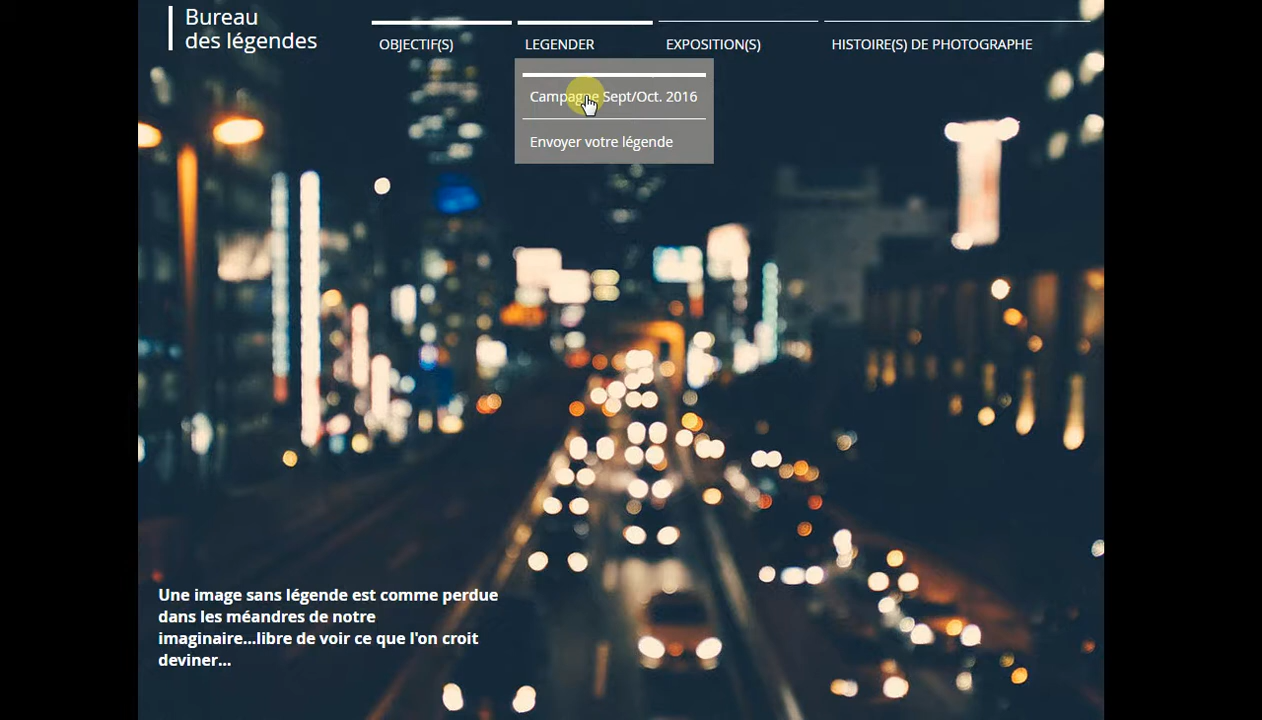 Bureau
des légendes
OBJECTIF(S)
LEGENDER
EXPOSITION(S)
HISTOIRE(S) DE PHOTOGRAPHE
Campagne Sept/Oct. 2016
Envoyer votre légende
Une image sans légende est comme perdue
dans les méandres de notre
imaginaire...libre de voir ce que l'on croit
deviner...